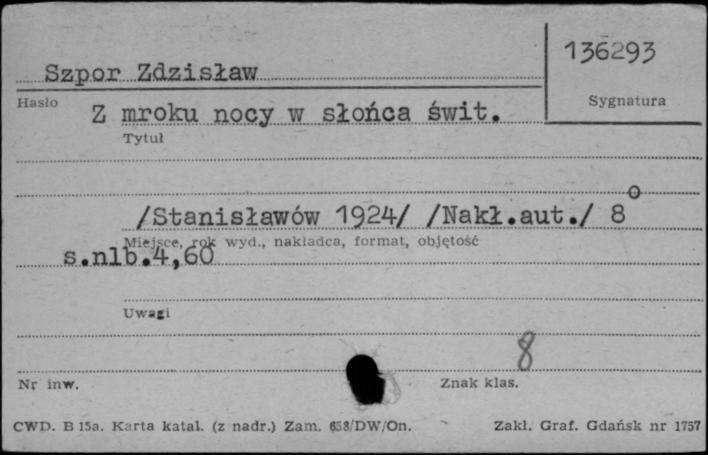 136293
Szpor Zdzisław
Hasło
Sygnatura
Z mroku nocy w słońca świt.
Tytuł
/Stanisławów 1924/ /Nakł.aut./ 8o
Miejsce, rok wyd., nakładca, format, objętość
s.nlb.4,60
Uwagi
8
Nr inw.
Znak klas.
CWD. B 15a. Karta katal. (z nadr.) Zam. 658/DW/On.
Zakł. Graf. Gdańsk nr 1757